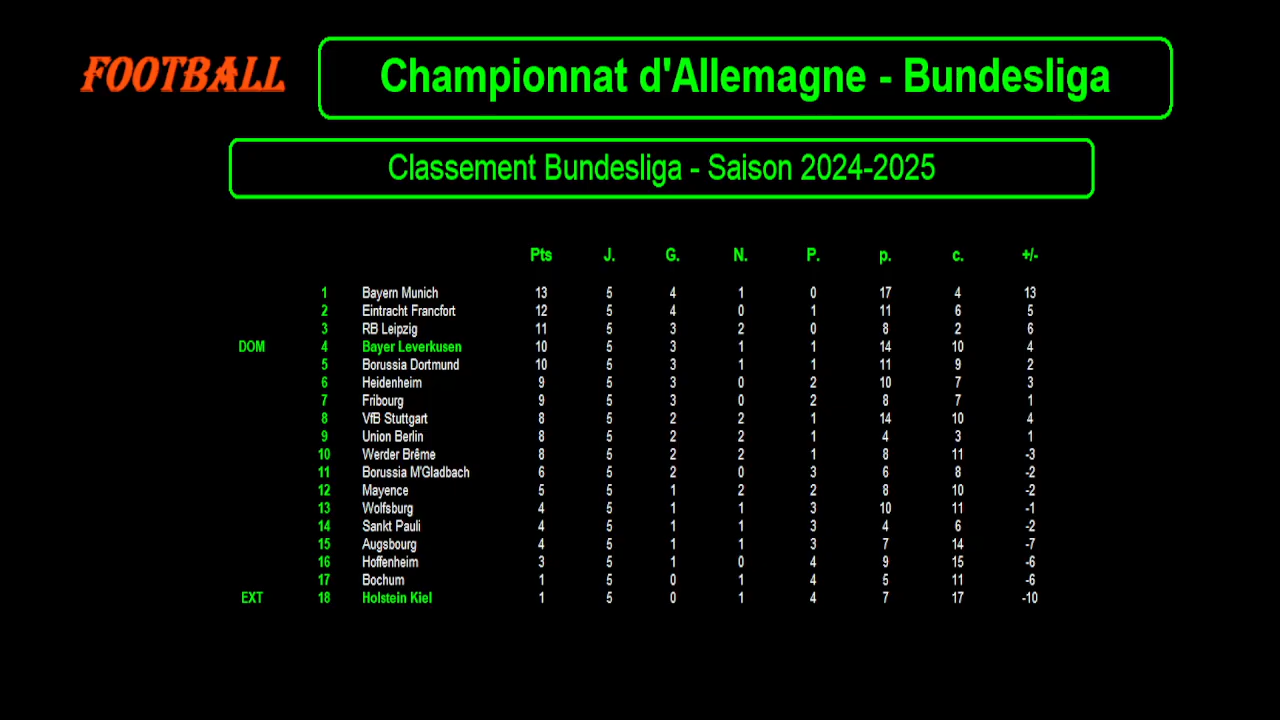 FOOTBALL
Championnat d'Allemagne - Bundesliga
Classement Bundesliga - Saison 2024-2025
Pts J. G. N. P. p. c. +/-
1 Bayern Munich 13 5 4 1 0 17 4 13
2 Eintracht Francfort 12 5 4 0 1 11 6 5
3 RB Leipzig 11 5 3 2 0 8 2 6
DOM 4 Bayer Leverkusen 10 5 3 1 1 14 10 4
5 Borussia Dortmund 10 5 3 1 1 11 9 2
6 Heidenheim 9 5 3 0 2 10 7 3
7 Fribourg 9 5 3 0 2 8 7 1
8 VfB Stuttgart 8 5 2 2 1 14 10 4
9 Union Berlin 8 5 2 2 1 4 3 1
10 Werder Brême 8 5 2 2 1 8 11 -3
11 Borussia M'Gladbach 6 5 2 0 3 6 8 -2
12 Mayence 5 5 1 2 2 8 10 -2
13 Wolfsburg 4 5 1 1 3 10 11 -1
14 Sankt Pauli 4 5 1 1 3 4 6 -2
15 Augsbourg 4 5 1 1 3 7 14 -7
16 Hoffenheim 3 5 1 0 4 9 15 -6
17 Bochum 1 5 0 1 4 5 11 -6
EXT 18 Holstein Kiel 1 5 0 1 4 7 17 -10